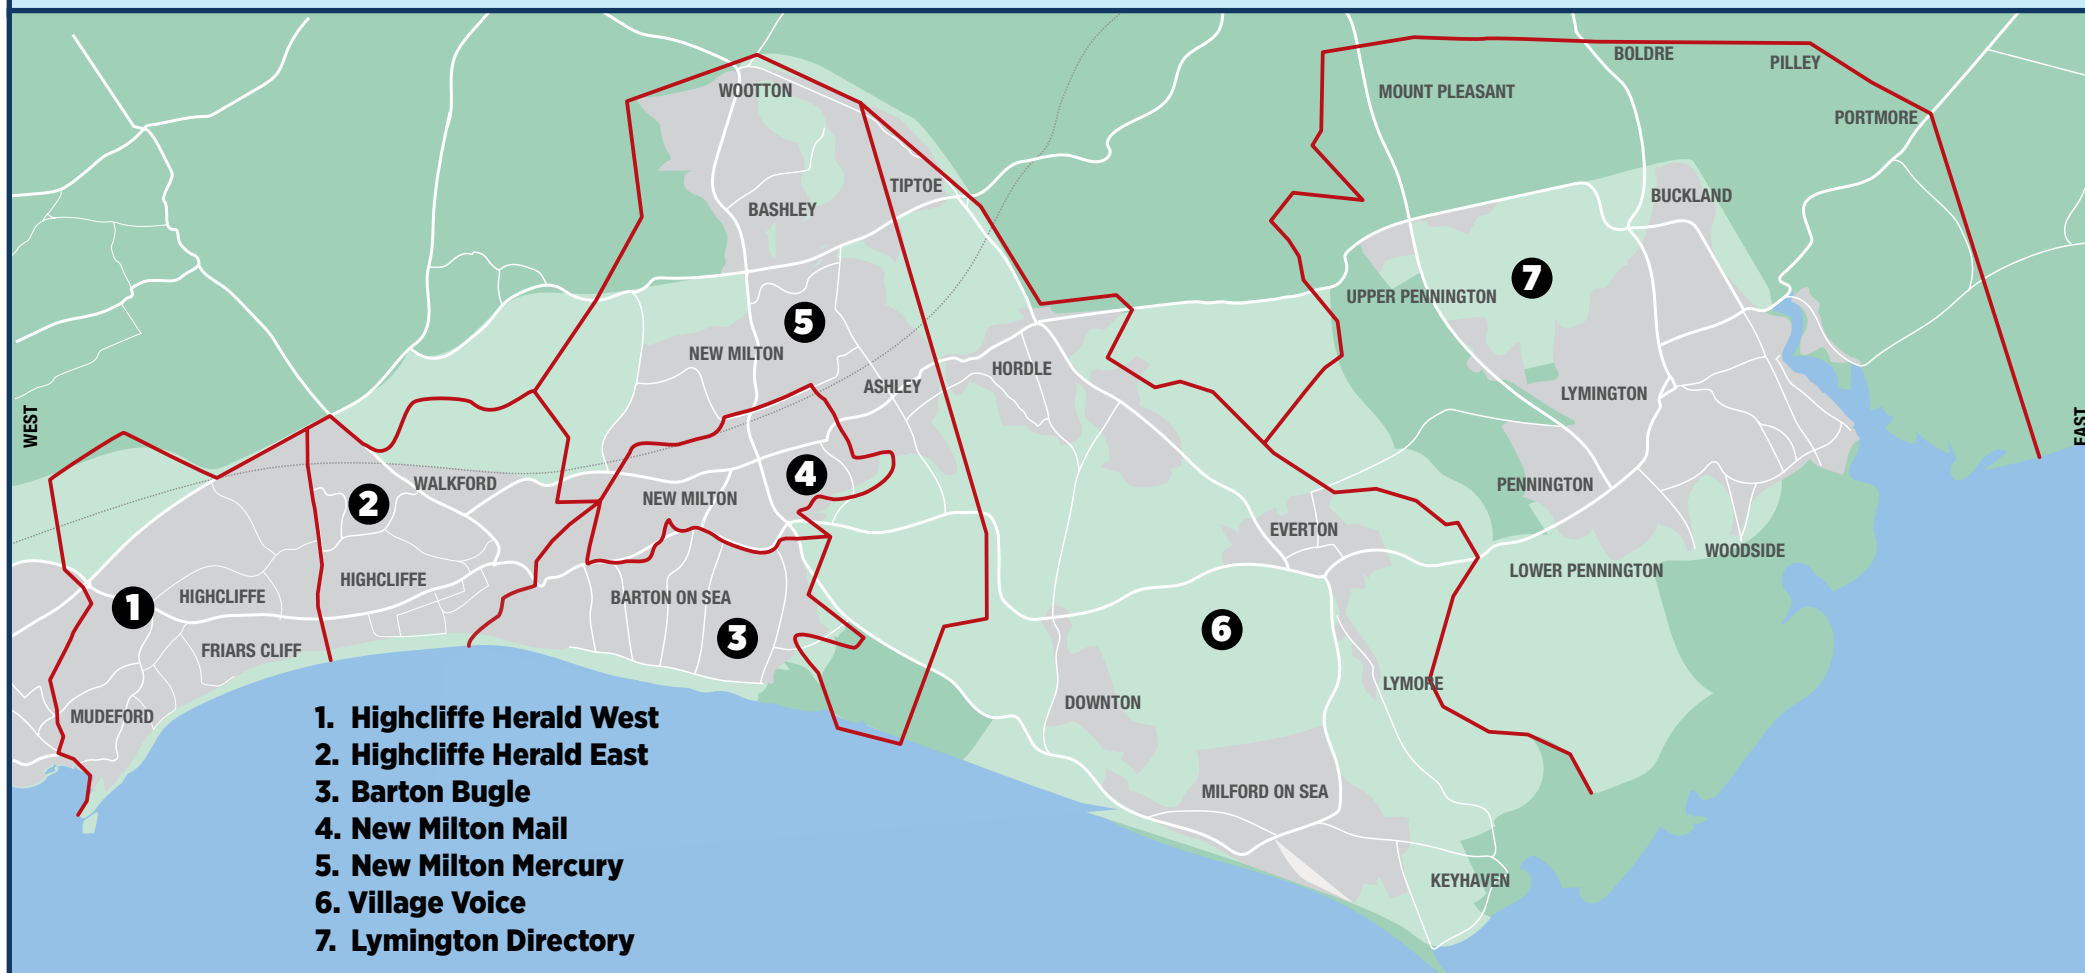 BOLDRE
PILLEY
WOOTTON
MOUNT PLEASANT
PORTMORE
TIPTOE
BUCKLAND
BASHLEY
7
UPPER PENNINGTON
5
NEW MILTON
HORDLE
ASHLEY
LYMINGTON
WEST
EAST
4
WALKFORD
2
NEW MILTON
PENNINGTON
EVERTON
WOODSIDE
LOWER PENNINGTON
HIGHCLIFFE
HIGHCLIFFE
1
BARTON ON SEA
6
3
FRIARS CLIFF
LYMORE
DOWNTON
MUDEFORD
MILFORD ON SEA
KEYHAVEN
1. Highcliffe Herald West
2. Highcliffe Herald East
3. Barton Bugle
4. New Milton Mail
5. New Milton Mercury
6. Village Voice
7. Lymington Directory